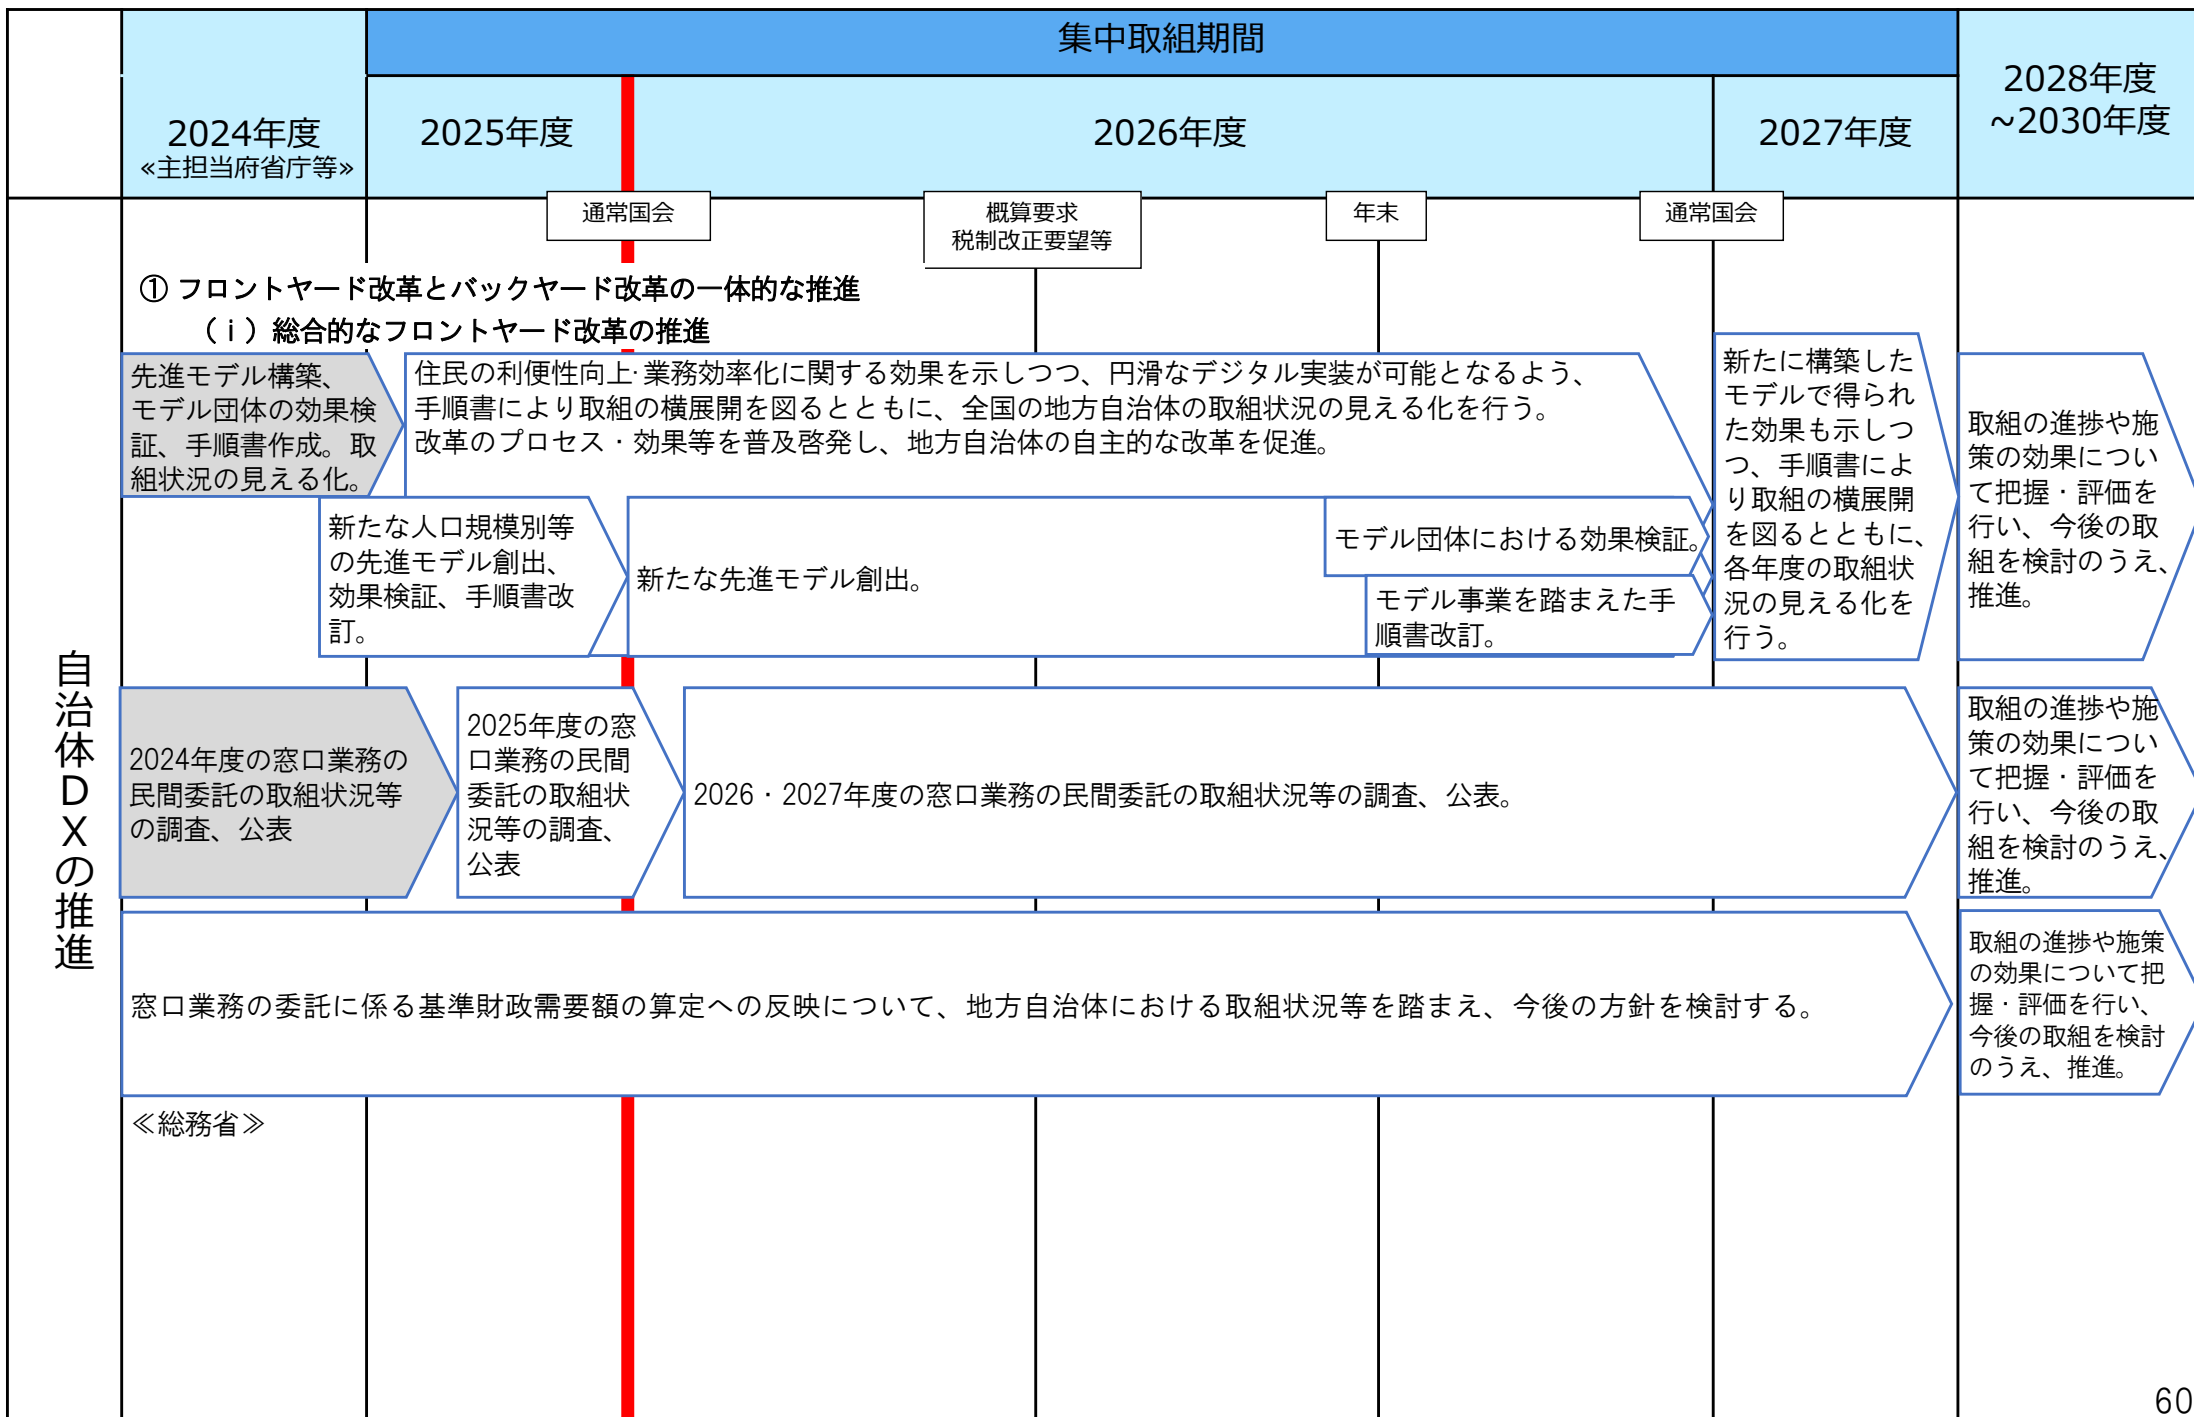 集中取組期間
2024年度
≪主担当府省庁等≫
2025年度
2026年度
2027年度
2028年度
~2030年度
通常国会
概算要求
税制改正要望等
年末
通常国会
自治体DXの推進
① フロントヤード改革とバックヤード改革の一体的な推進
（ⅰ）総合的なフロントヤード改革の推進
先進モデル構築、
モデル団体の効果検
証、手順書作成。取
組状況の見える化。
住民の利便性向上･業務効率化に関する効果を示しつつ、円滑なデジタル実装が可能となるよう、
手順書により取組の横展開を図るとともに、全国の地方自治体の取組状況の見える化を行う。
改革のプロセス・効果等を普及啓発し、地方自治体の自主的な改革を促進。
新たに構築した
モデルで得られ
た効果も示しつ
つ、手順書によ
り取組の横展開
を図るとともに、
各年度の取組状
況の見える化を
行う。
取組の進捗や施
策の効果につい
て把握・評価を
行い、今後の取
組を検討のうえ、
推進。
新たな人口規模別等
の先進モデル創出、
効果検証、手順書改
訂。
新たな先進モデル創出。
モデル団体における効果検証。
モデル事業を踏まえた手
順書改訂。
2024年度の窓口業務の
民間委託の取組状況等
の調査、公表
2025年度の窓
口業務の民間
委託の取組状
況等の調査、
公表
2026・2027年度の窓口業務の民間委託の取組状況等の調査、公表。
取組の進捗や施
策の効果につい
て把握・評価を
行い、今後の取
組を検討のうえ、
推進。
窓口業務の委託に係る基準財政需要額の算定への反映について、地方自治体における取組状況等を踏まえ、今後の方針を検討する。
取組の進捗や施策
の効果について把
握・評価を行い、
今後の取組を検討
のうえ、推進。
≪総務省≫
60